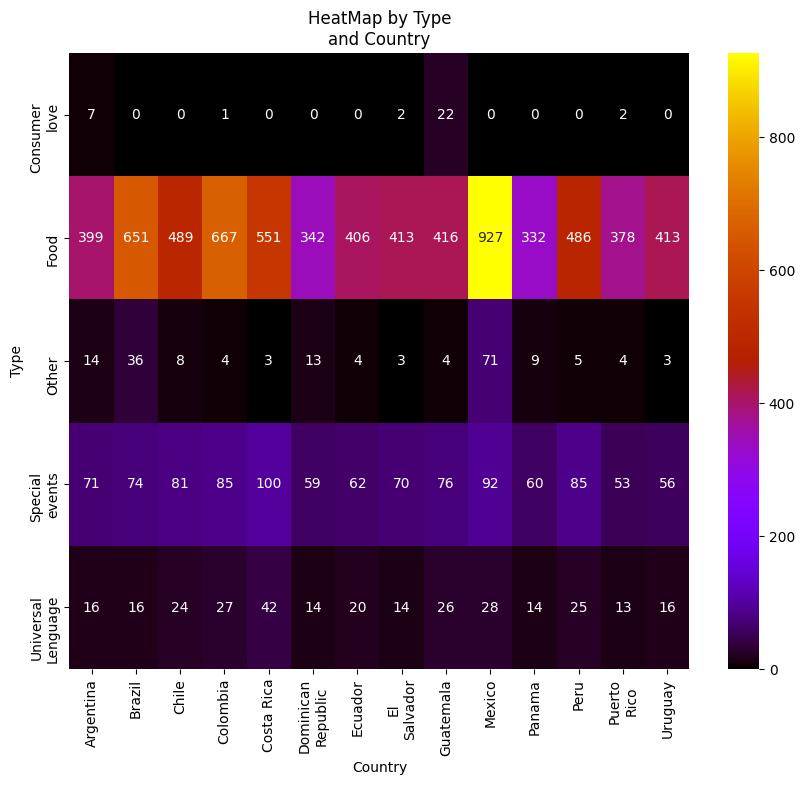 HeatMap by Type
and Country
Consumer
love
7 0 0 1 0 0 0 2 22 0 0 0 2 0
800
Food
399 651 489 667 551 342 406 413 416 927 332 486 378 413
600
Type
Other
14 36 8 4 3 13 4 3 4 71 9 5 4 3
400
Special
events
71 74 81 85 100 59 62 70 76 92 60 85 53 56
200
Universal
Lenguage
16 16 24 27 42 14 20 14 26 28 14 25 13 16
0
Argentina
Brazil
Chile
Colombia
Costa Rica
Dominican
Republic
Ecuador
El
Salvador
Guatemala
Mexico
Panama
Peru
Puerto
Rico
Uruguay
Country